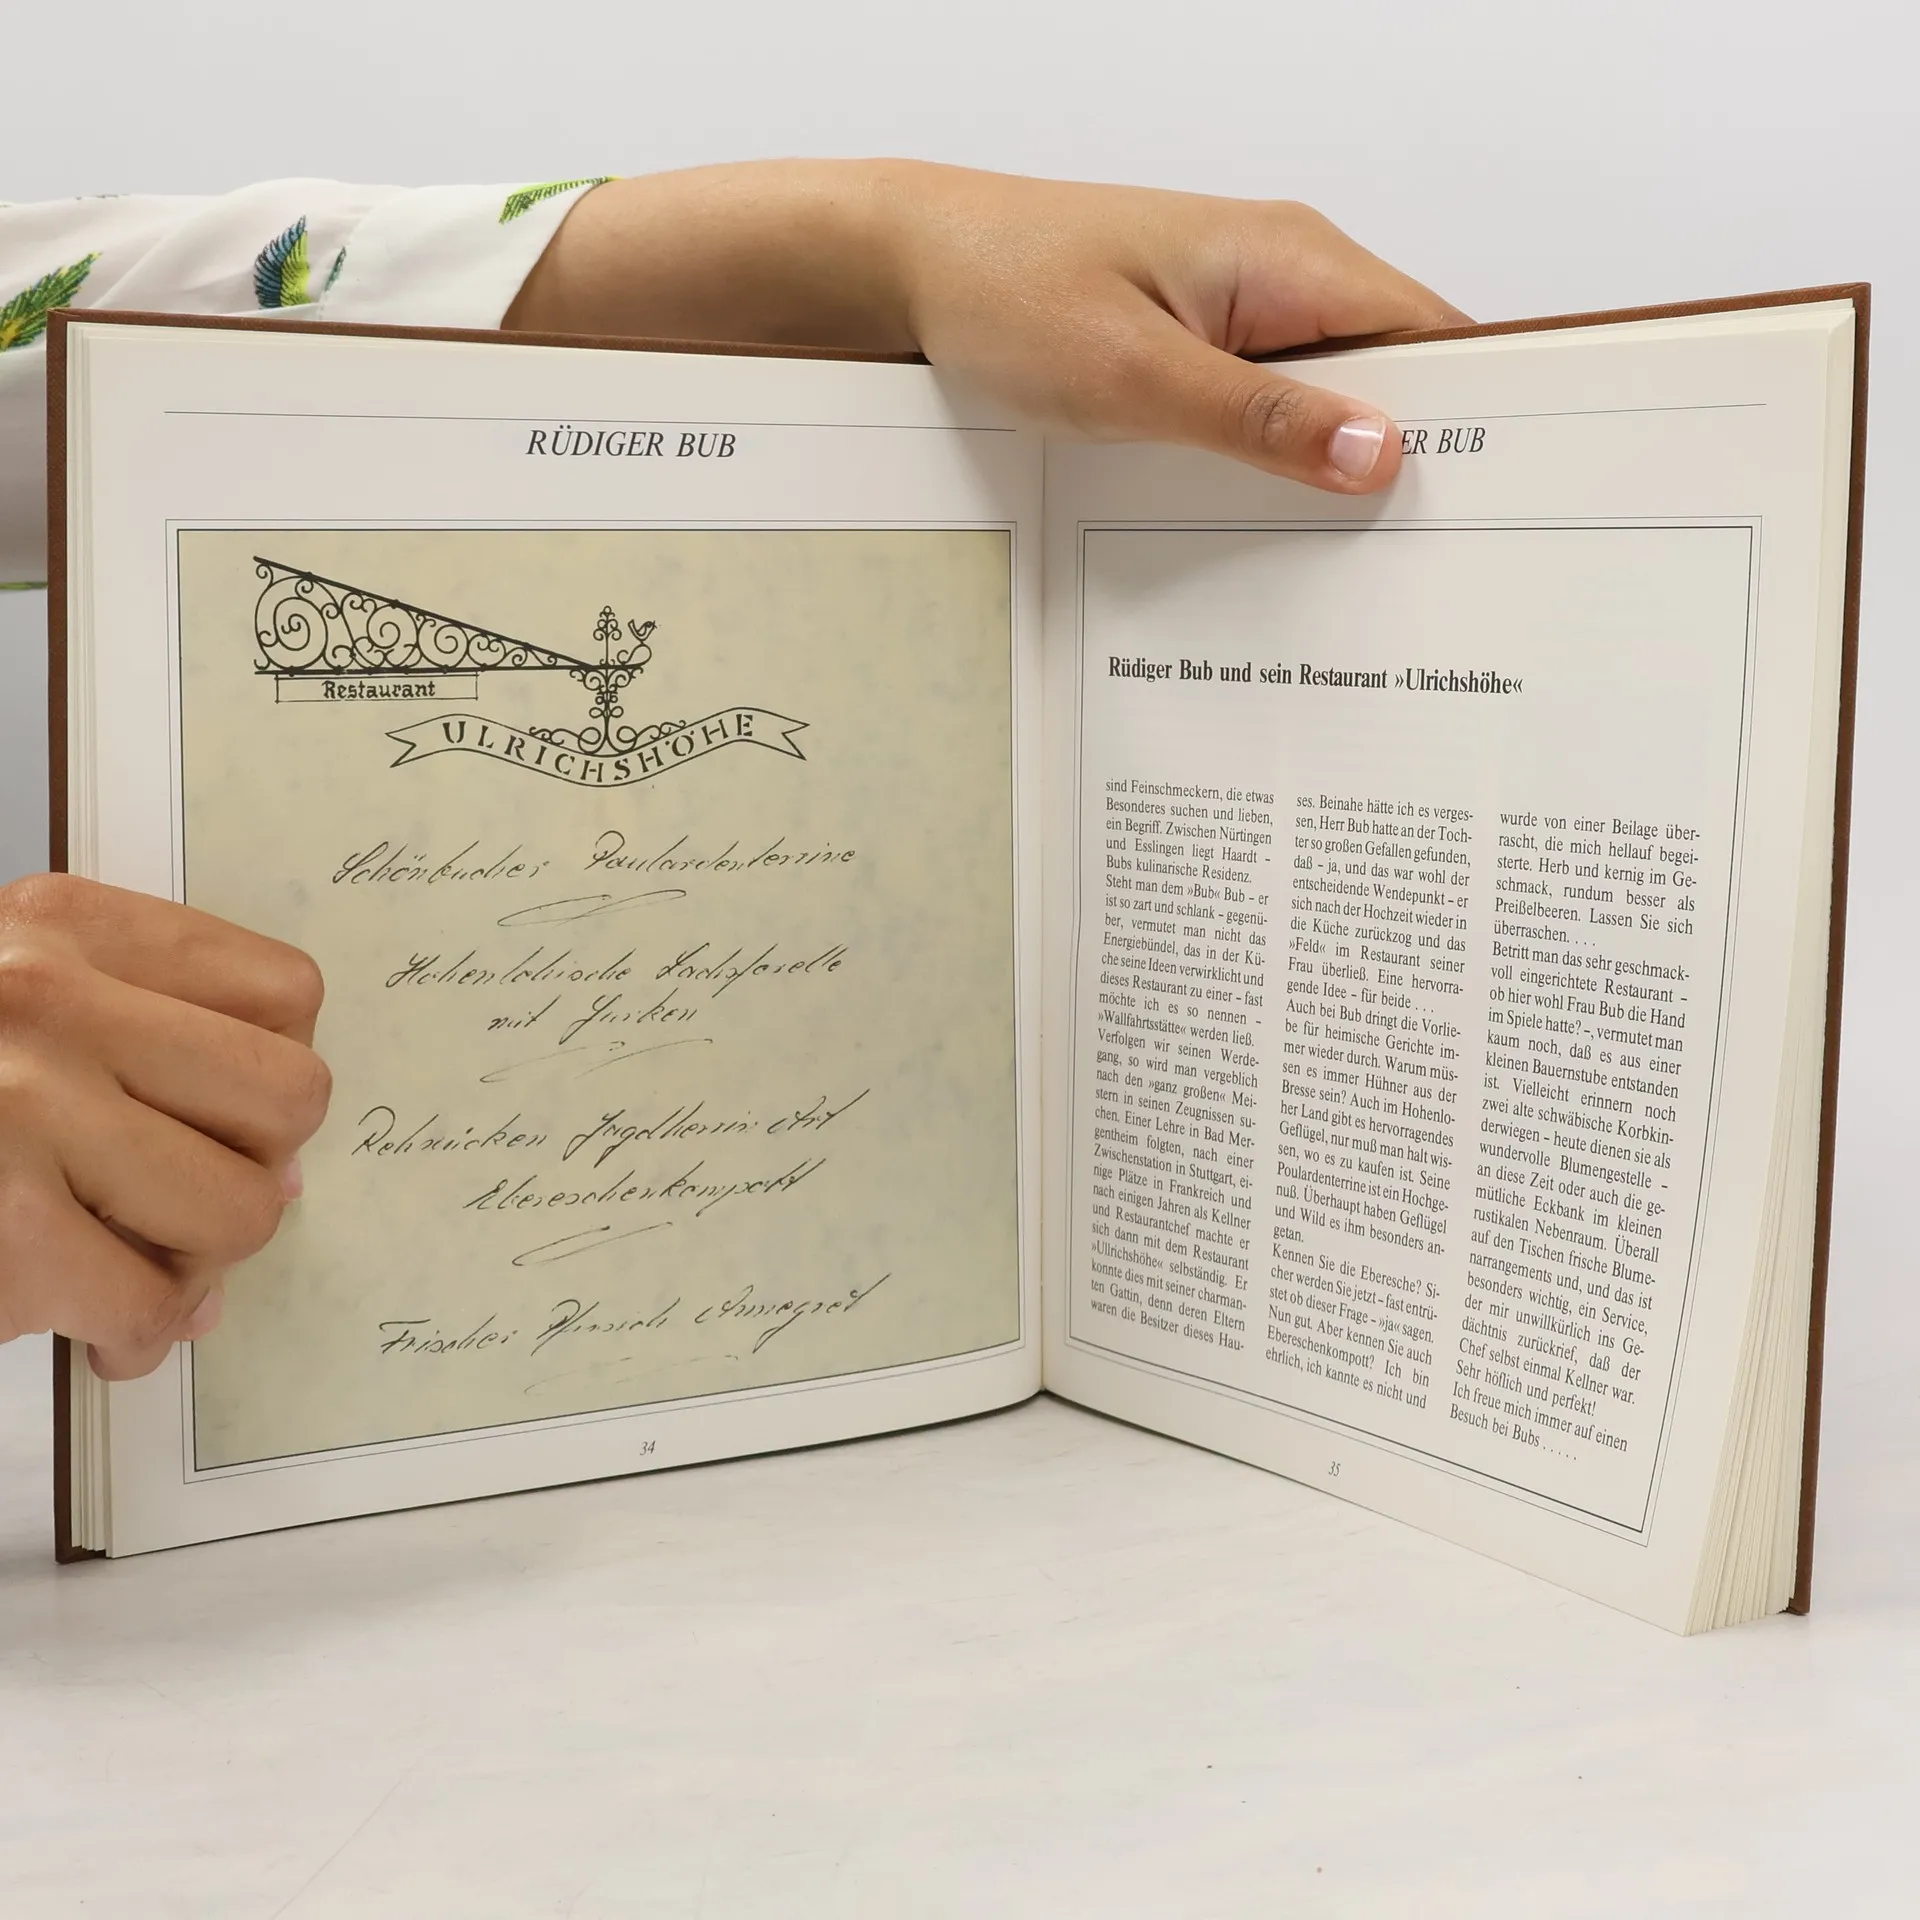 RÜDIGER BUB
Restaurant
ULRICHSHÖHE
Schönbucher Poulardenterrine
Hohenlohische Lachsforelle
mit Gurken
Rehrücken Jagdherrin Art
Ebereschenkompott
Frischer Pfirsich Annegret
34
ER BUB
Rüdiger Bub und sein Restaurant »Ulrichshöhe«
sind Feinschmeckern, die etwas
Besonderes suchen und lieben,
ein Begriff. Zwischen Nürtingen
und Esslingen liegt Haardt –
Bubs kulinarische Residenz.
Steht man dem »Bub« Bub – er
ist so zart und schlank – gegenü-
ber, vermutet man nicht das
Energiebündel, das in der Kü-
che seine Ideen verwirklicht und
dieses Restaurant zu einer – fast
möchte ich es so nennen –
»Wallfahrtsstätte« werden ließ.
Verfolgen wir seinen Werde-
gang, so wird man vergeblich
nach den »ganz großen« Mei-
stern in seinen Zeugnissen su-
chen. Einer Lehre in Bad Mer-
gentheim folgten, nach einer
Zwischenstation in Stuttgart, ei-
nige Plätze in Frankreich und
nach einigen Jahren als Kellner
und Restaurantchef machte er
sich dann mit dem Restaurant
»Ullrichshöhe« selbständig. Er
konnte dies mit seiner charman-
ten Gattin, denn deren Eltern
waren die Besitzer dieses Hau-
ses. Beinahe hätte ich es verges-
sen, Herr Bub hatte an der Toch-
ter so großen Gefallen gefunden,
daß – ja, und das war wohl der
entscheidende Wendepunkt – er
sich nach der Hochzeit wieder in
die Küche zurückzog und das
»Feld« im Restaurant seiner
Frau überließ. Eine hervorra-
gende Idee – für beide . . .
Auch bei Bub dringt die Vorlie-
be für heimische Gerichte im-
mer wieder durch. Warum müs-
sen es immer Hühner aus der
Bresse sein? Auch im Hohenlo-
her Land gibt es hervorragendes
Geflügel, nur muß man halt wis-
sen, wo es zu kaufen ist. Seine
Poulardenterrine ist ein Hochge-
nuß. Überhaupt haben Geflügel
und Wild es ihm besonders an-
getan.
Kennen Sie die Eberesche? Si-
cher werden Sie jetzt – fast entrü-
stet ob dieser Frage – »ja« sagen.
Nun gut. Aber kennen Sie auch
Ebereschenkompott? Ich bin
ehrlich, ich kannte es nicht und
wurde von einer Beilage über-
rascht, die mich hellauf begei-
sterte. Herb und kernig im Ge-
schmack, rundum besser als
Preißelbeeren. Lassen Sie sich
überraschen. . . .
Betritt man das sehr geschmack-
voll eingerichtete Restaurant –
ob hier wohl Frau Bub die Hand
im Spiele hatte? –, vermutet man
kaum noch, daß es aus einer
kleinen Bauernstube entstanden
ist. Vielleicht erinnern noch
zwei alte schwäbische Korbkin-
derwiegen – heute dienen sie als
wundervolle Blumengestelle –
an diese Zeit oder auch die ge-
mütliche Eckbank im kleinen
rustikalen Nebenraum. Überall
auf den Tischen frische Blume-
narrangements und, und das ist
besonders wichtig, ein Service,
der mir unwillkürlich ins Ge-
dächtnis zurückrief, daß der
Chef selbst einmal Kellner war.
Sehr höflich und perfekt!
Ich freue mich immer auf einen
Besuch bei Bubs . . . . .
35